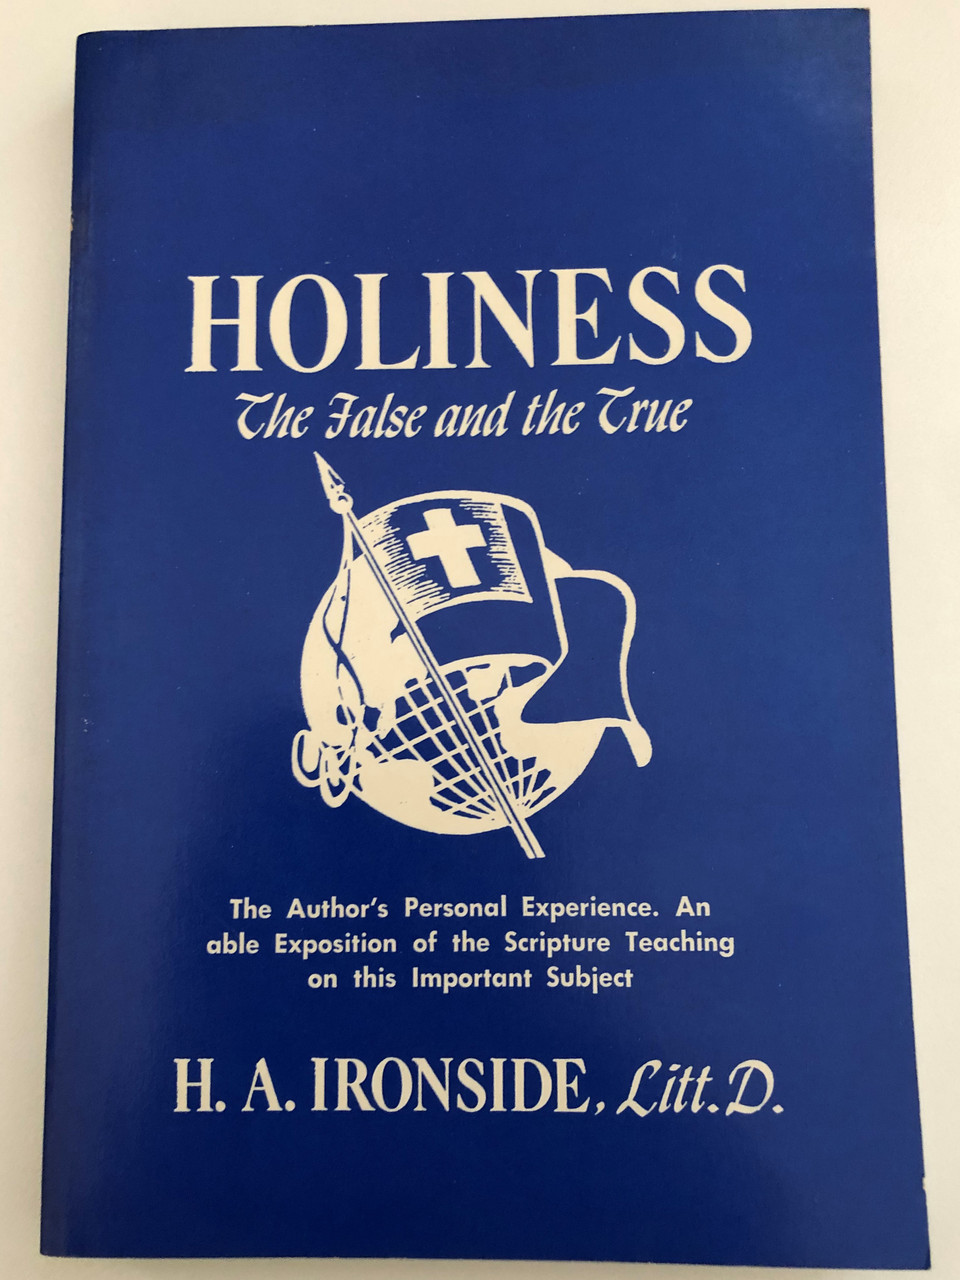 HOLINESS
The False and the True
The Author's Personal Experience. An
able Exposition of the Scripture Teaching
on this Important Subject
H. A. IRONSIDE, Litt.D.